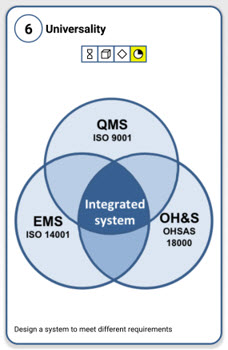 6 Universality
QMS
ISO 9001
Integrated
system
EMS
ISO 14001
OH&S
OHSAS
18000
Design a system to meet different requirements